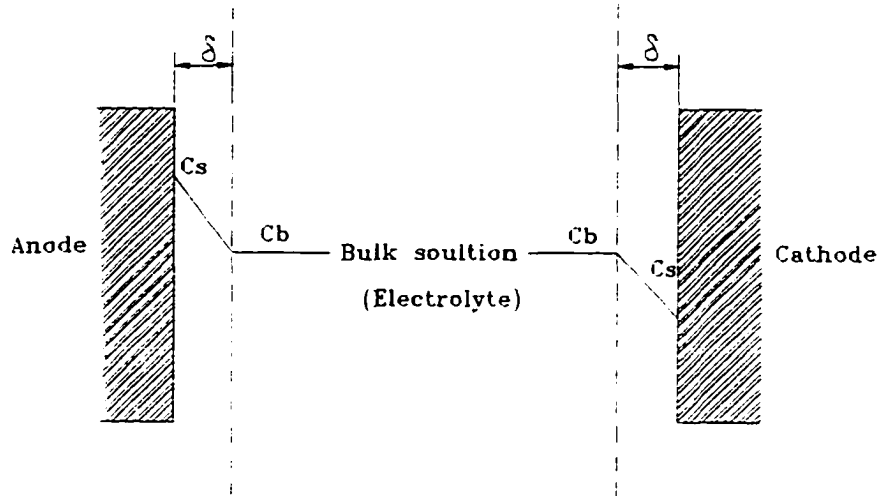 δ δ
Cs
Anode Cb Bulk soultion Cb Cs Cathode
(Electrolyte)